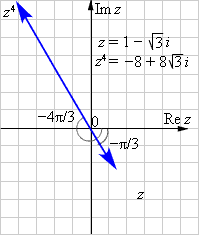 z⁴
Im z
z = 1 − √3 i
z⁴ = −8 + 8√3 i
−4π/3
0
Re z
−π/3
z